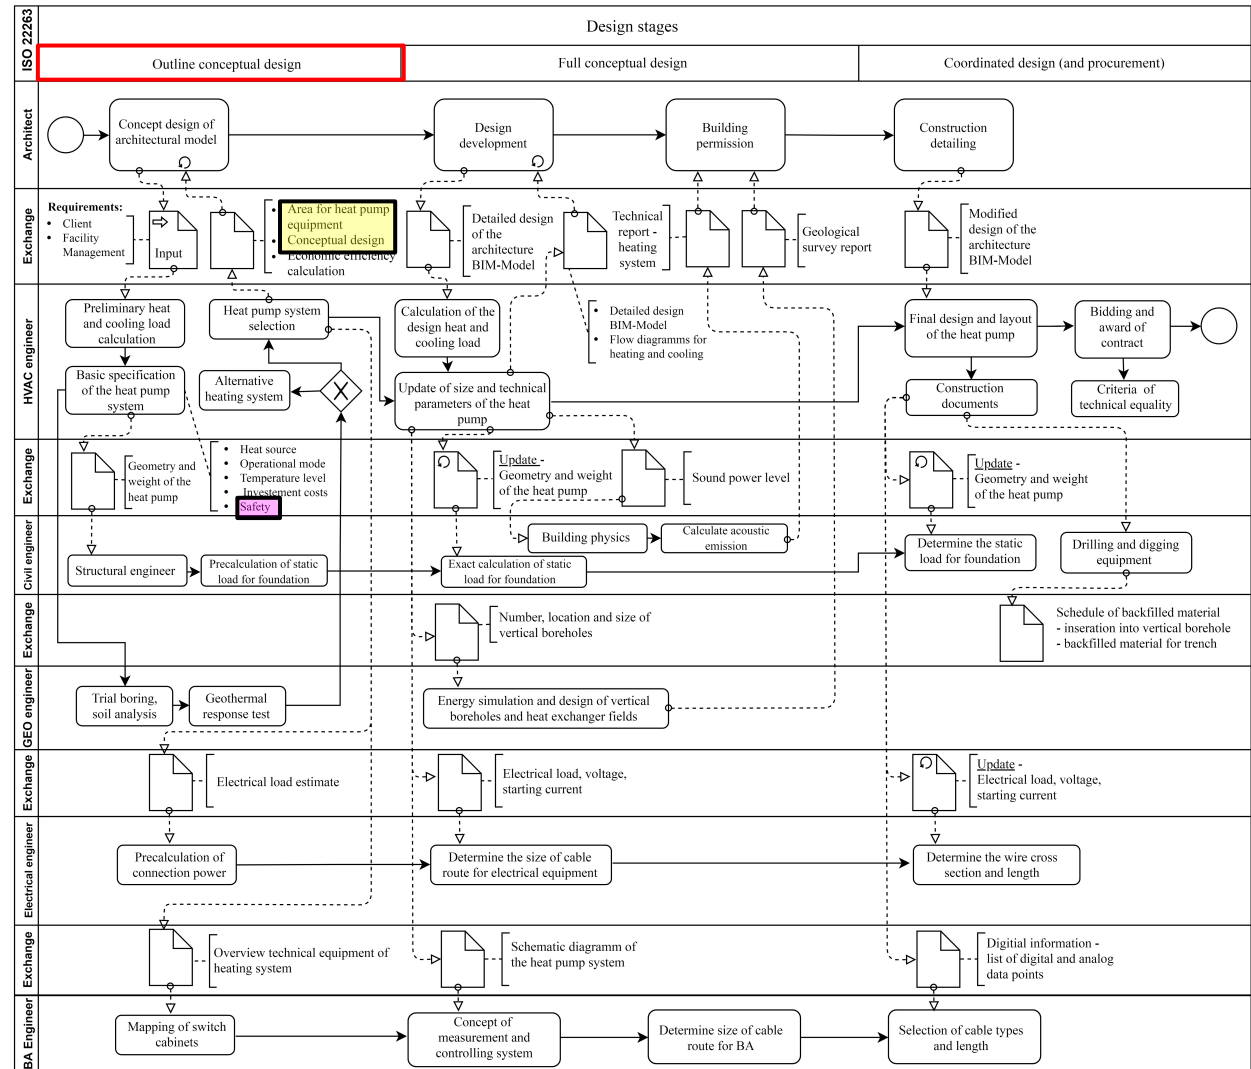 ISO 22263
Design stages
Outline conceptual design
Full conceptual design
Coordinated design (and procurement)
Architect
Concept design of
architectural model
Design
development
Building
permission
Construction
detailing
Exchange
Requirements:
• Client
• Facility
Management
Input
• Area for heat pump
equipment
• Conceptual design
• Economic efficiency
calculation
Detailed design
of the
architecture
BIM-Model
Technical
report -
heating
system
Geological
survey report
Modified
design of the
architecture
BIM-Model
HVAC engineer
Preliminary heat
and cooling load
calculation
Heat pump system
selection
Calculation of the
design heat and
cooling load
• Detailed design
BIM-Model
• Flow diagramms for
heating and cooling
Final design and layout
of the heat pump
Bidding and
award of
contract
Basic specification
of the heat pump
system
Alternative
heating system
Update of size and technical
parameters of the heat
pump
Construction
documents
Criteria of
technical equality
Exchange
Geometry and
weight of the
heat pump
• Heat source
• Operational mode
• Temperature level
• Investement costs
• Safety
Update -
Geometry and weight
of the heat pump
Sound power level
Update -
Geometry and weight
of the heat pump
Civil engineer
Structural engineer
Precalculation of static
load for foundation
Building physics
Calculate acoustic
emission
Exact calculation of static
load for foundation
Determine the static
load for foundation
Drilling and digging
equipment
Exchange
Number, location and size of
vertical boreholes
Schedule of backfilled material
- inseration into vertical borehole
- backfilled material for trench
GEO engineer
Trial boring,
soil analysis
Geothermal
response test
Energy simulation and design of vertical
boreholes and heat exchanger fields
Exchange
Electrical load estimate
Electrical load, voltage,
starting current
Update -
Electrical load, voltage,
starting current
Electrical engineer
Precalculation of
connection power
Determine the size of cable
route for electrical equipment
Determine the wire cross
section and length
Exchange
Overview technical equipment of
heating system
Schematic diagramm of
the heat pump system
Digitial information -
list of digital and analog
data points
BA Engineer
Mapping of switch
cabinets
Concept of
measurement and
controlling system
Determine size of cable
route for BA
Selection of cable types
and length